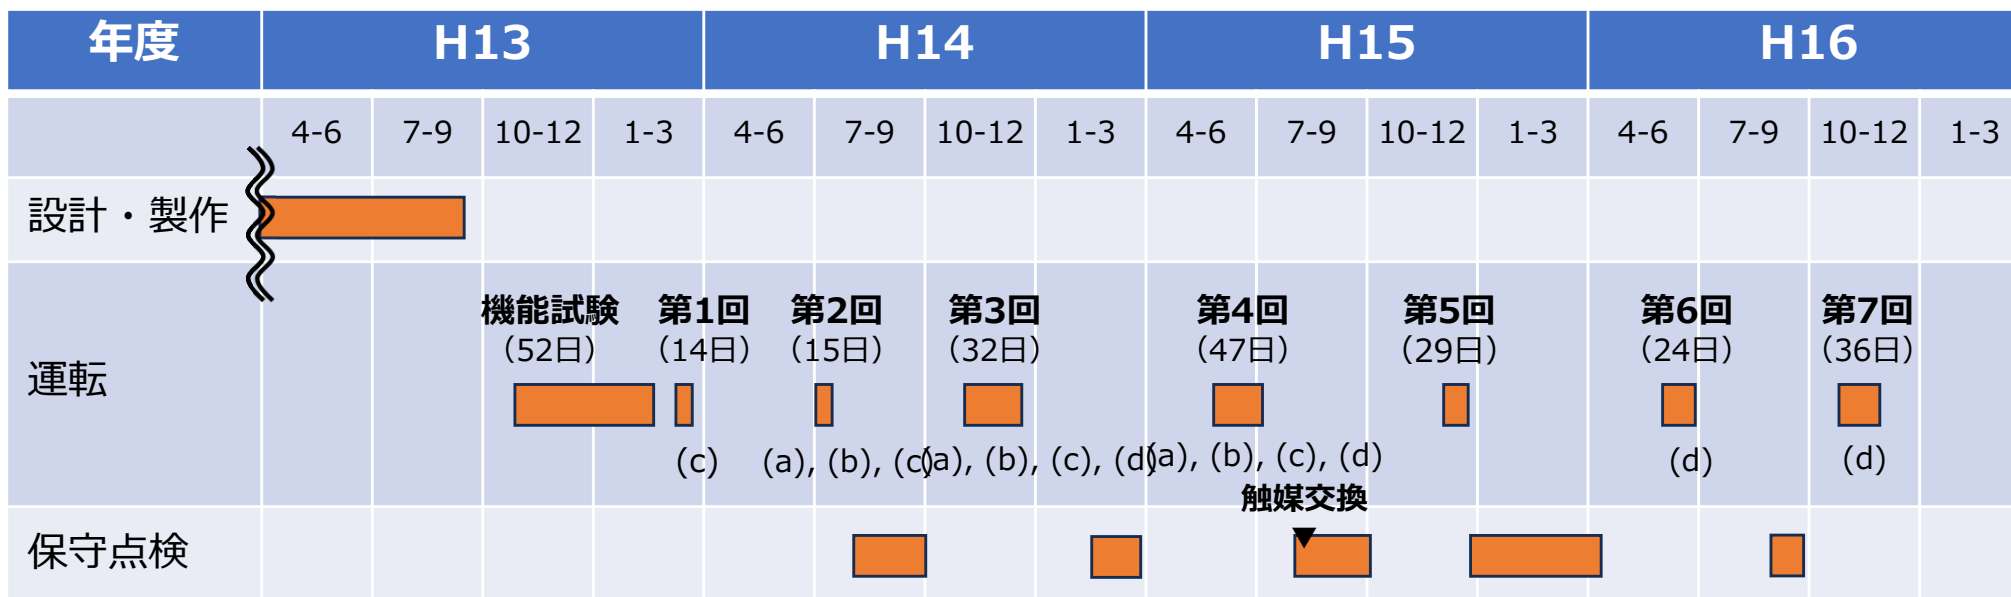 年度 H13 H14 H15 H16
4-6 7-9 10-12 1-3 4-6 7-9 10-12 1-3 4-6 7-9 10-12 1-3 4-6 7-9 10-12 1-3
設計・製作
機能試験 第1回 第2回 第3回 第4回 第5回 第6回 第7回
（52日） （14日） （15日） （32日） （47日） （29日） （24日） （36日）
運転
(c) (a), (b), (c) (a), (b), (c), (d) (a), (b), (c), (d) (d) (d)
触媒交換
保守点検